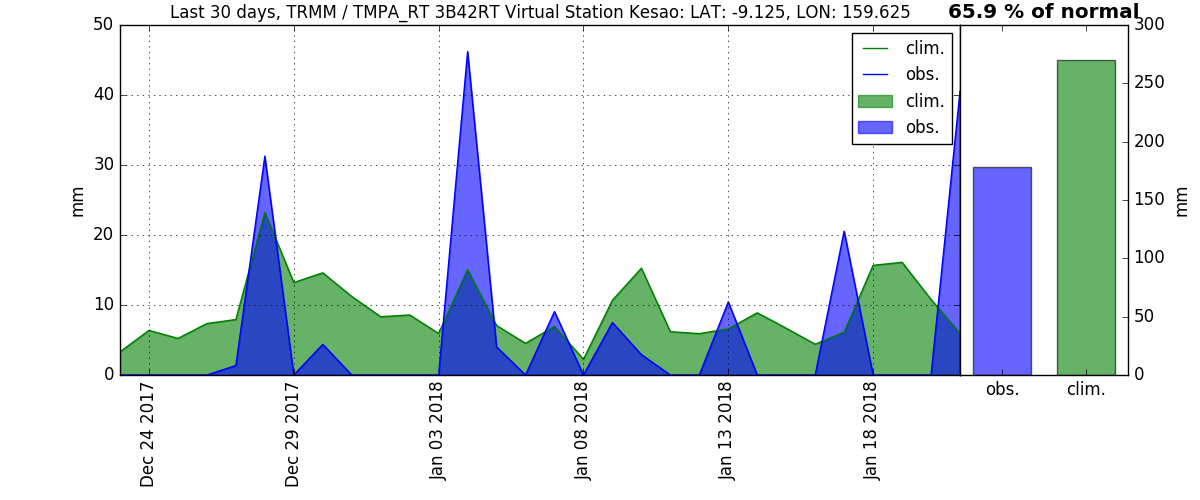 Last 30 days, TRMM / TMPA_RT 3B42RT Virtual Station Kesao: LAT: -9.125, LON: 159.625
65.9 % of normal
50
40
30
20
10
0
mm
clim.
obs.
clim.
obs.
300
250
200
150
100
50
0
mm
Dec 24 2017
Dec 29 2017
Jan 03 2018
Jan 08 2018
Jan 13 2018
Jan 18 2018
obs.
clim.